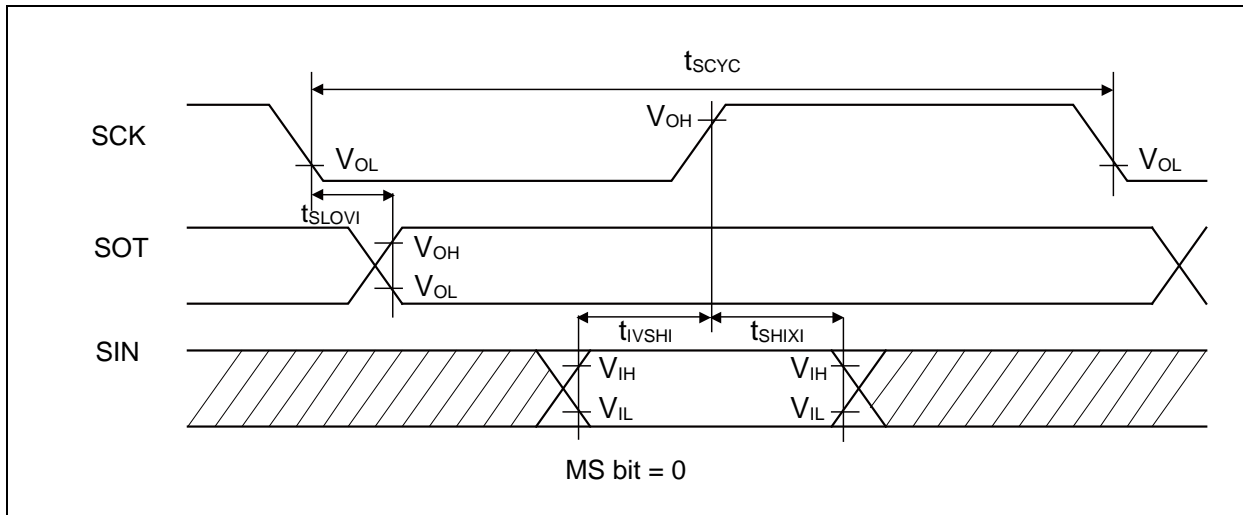 tSCYC
SCK
VOH
VOL
VOL
tSLOVI
SOT
VOH
VOL
tIVSHI
tSHIXI
SIN
VIH
VIH
VIL
VIL
MS bit = 0